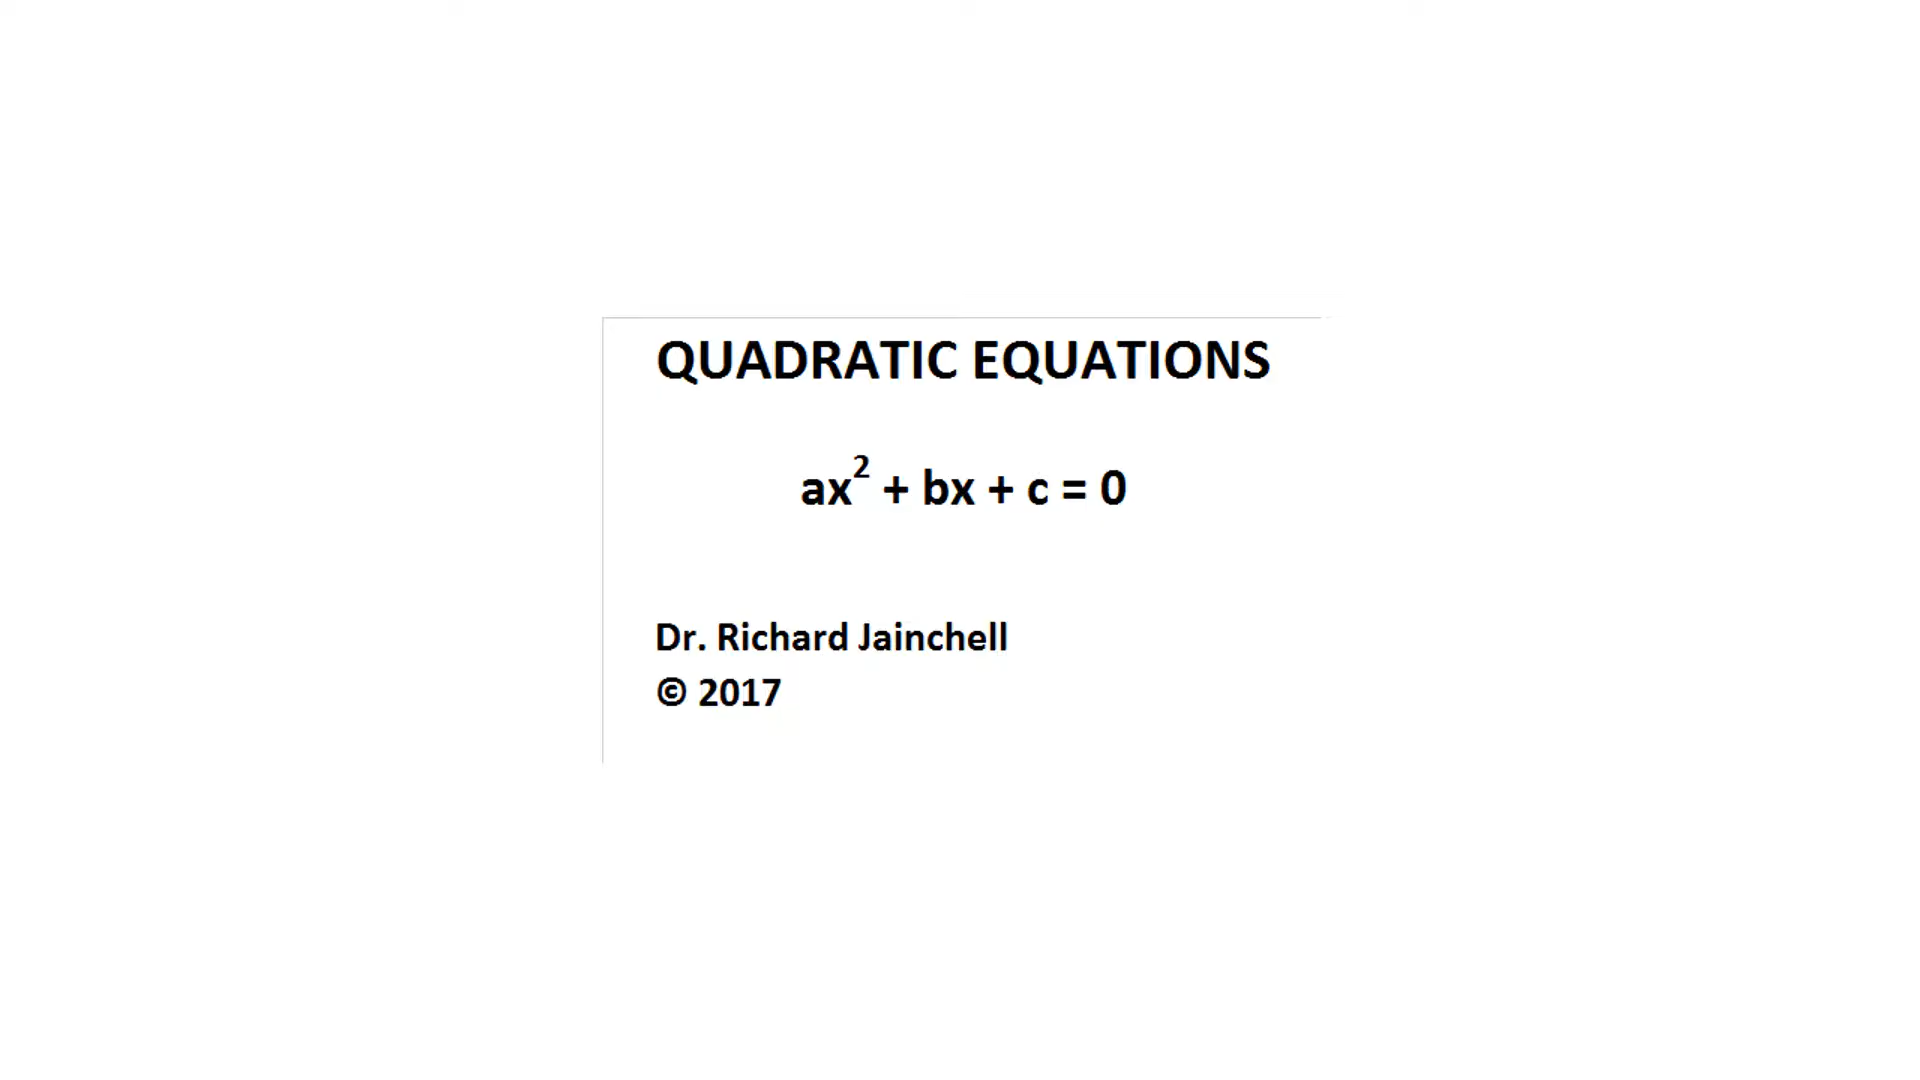 QUADRATIC EQUATIONS
ax² + bx + c = 0
Dr. Richard Jainchell
© 2017